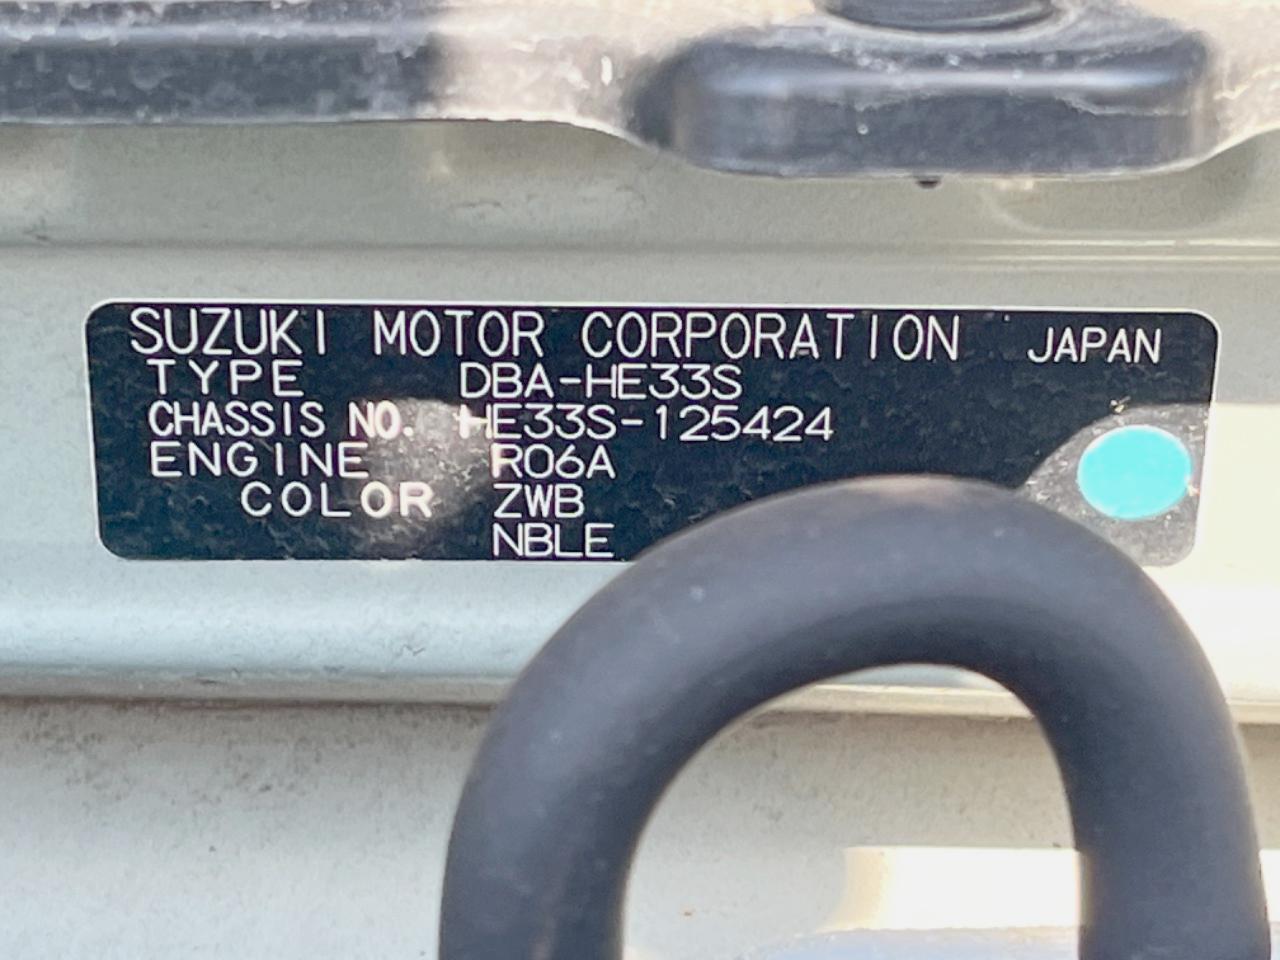 SUZUKI MOTOR CORPORATION JAPAN
TYPE DBA-HE33S
CHASSIS NO. HE33S-125424
ENGINE R06A
COLOR ZWB
NBLE